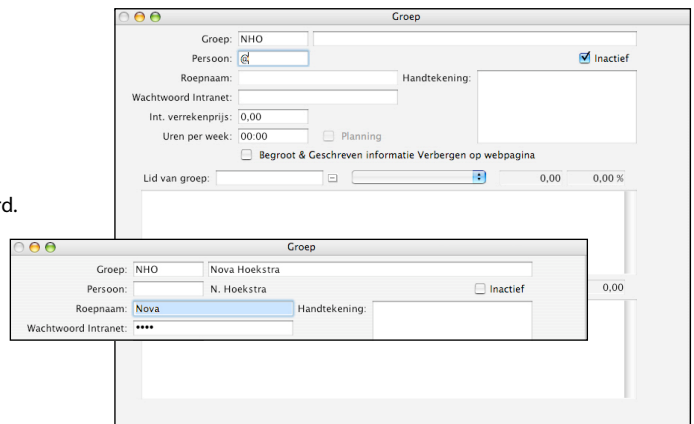 Groep
Groep: NHO
Persoon: @ Inactief
Roepnaam: Handtekening:
Wachtwoord Intranet:
Int. verrekenprijs: 0,00
Uren per week: 00:00 Planning
Begroot & Geschreven informatie Verbergen op webpagina
Lid van groep: 0,00 0,00 %
rd.
Groep
Groep: NHO Nova Hoekstra
Persoon: N. Hoekstra Inactief
0,00
Roepnaam: Nova Handtekening:
Wachtwoord Intranet: ••••